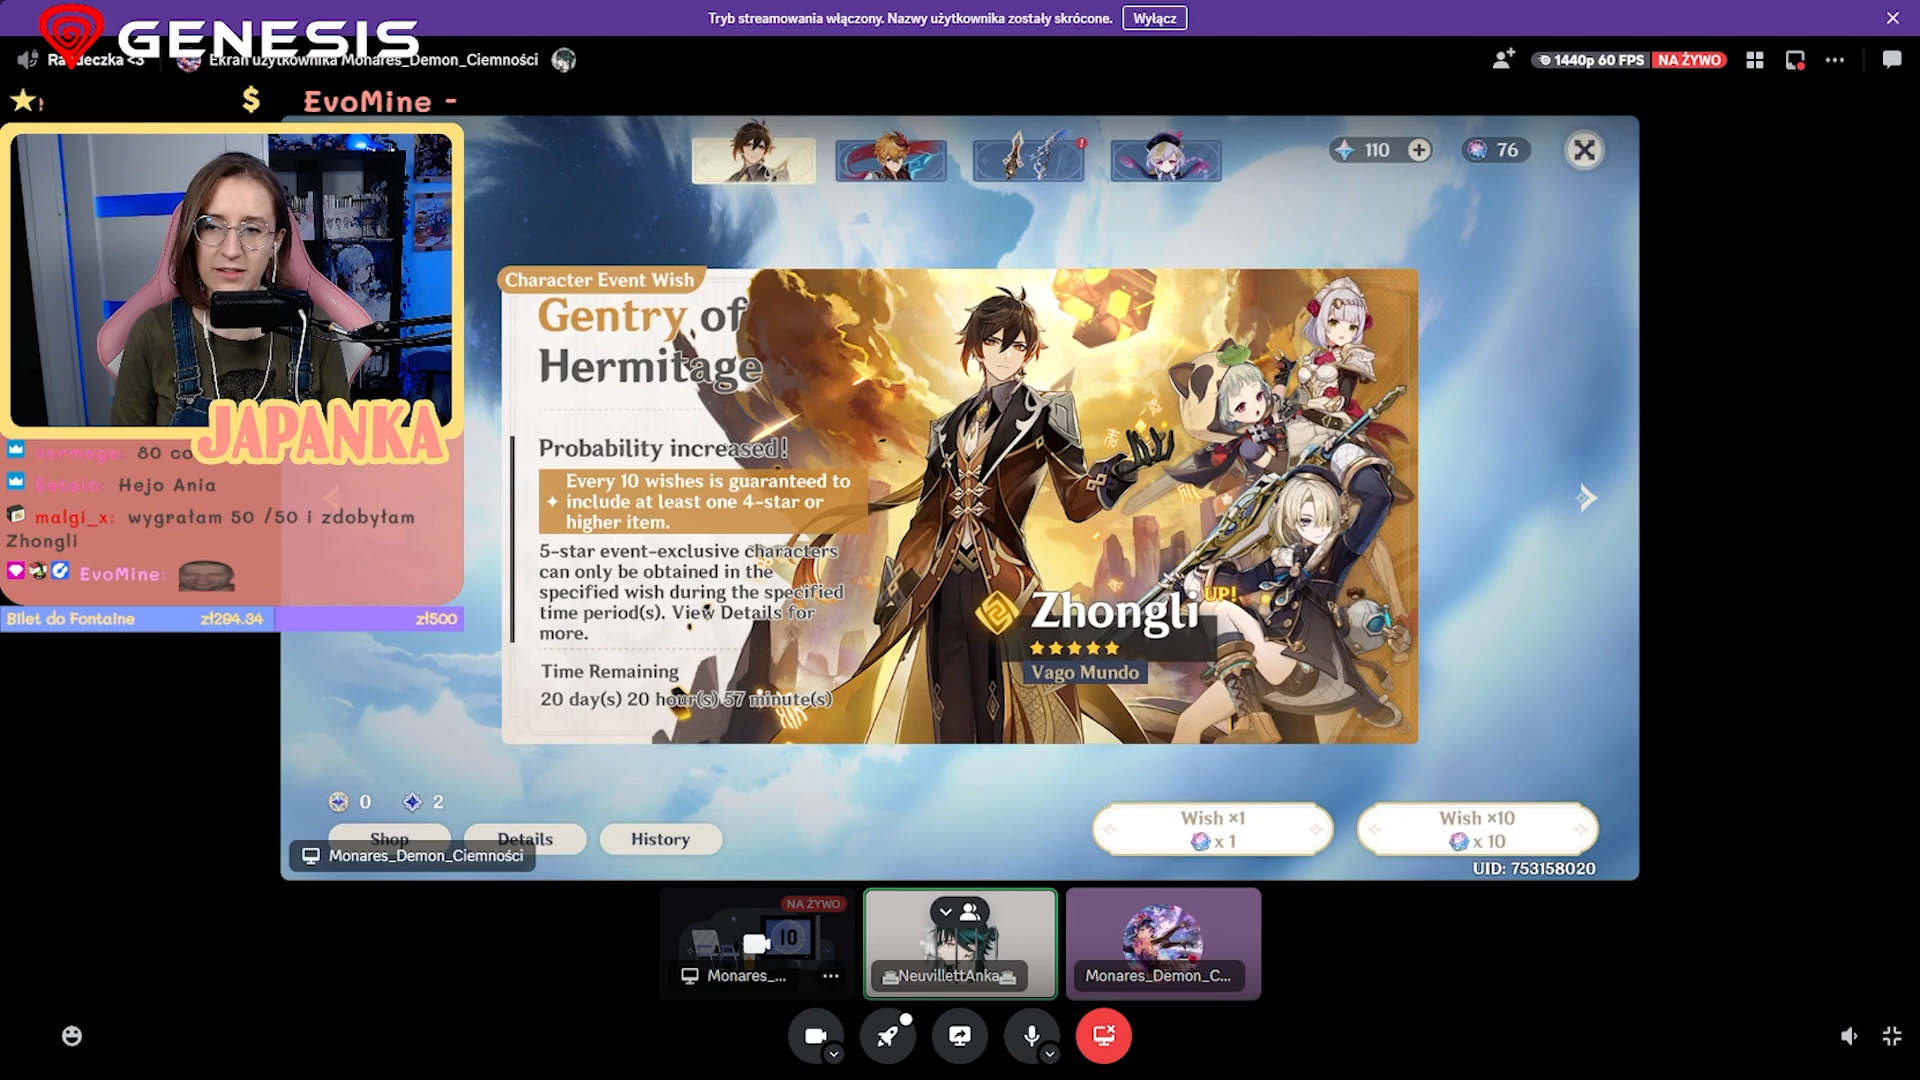 Tryb streamowania włączony. Nazwy użytkownika zostały skrócone.
Wyłącz
GENESIS
Ekran użytkownika Monares_Demon_Ciemności
1440p 60 FPS
NA ŻYWO
$
EvoMine -
110
76
JAPANKA
80 co
Hejo Ania
malgi_x: wygrałam 50 /50 i zdobyłam
Zhongli
EvoMine:
Bilet do Fontaine
zł294.34
zł500
Character Event Wish
Gentry of
Hermitage
Probability increased!
Every 10 wishes is guaranteed to
include at least one 4-star or
higher item.
5-star event-exclusive characters
can only be obtained in the
specified wish during the specified
time period(s). View Details for
more.
Time Remaining
20 day(s) 20 hour(s) 57 minute(s)
Zhongli
UP!
Vago Mundo
0
2
Shop
Details
History
Wish ×1
x 1
Wish ×10
x 10
Monares_Demon_Ciemności
UID: 753158020
NA ŻYWO
10
Monares_...
NeuvillettAnka
Monares_Demon_C...